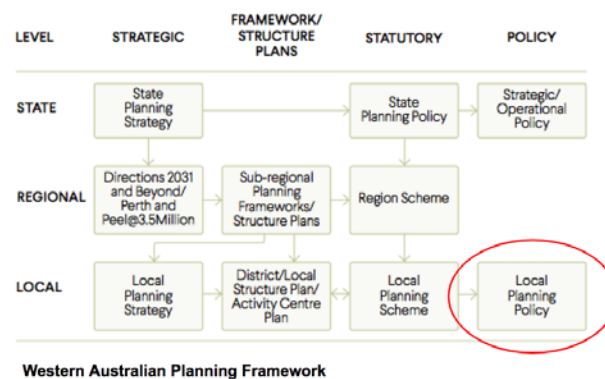 LEVEL
STRATEGIC
FRAMEWORK/
STRUCTURE
PLANS
STATUTORY
POLICY
STATE
State
Planning
Strategy
State
Planning Policy
Strategic/
Operational
Policy
REGIONAL
Directions 2031
and Beyond/
Perth and
Peel@3.5Million
Sub-regional
Planning
Frameworks/
Structure Plans
Region Scheme
LOCAL
Local
Planning
Strategy
District/Local
Structure Plan/
Activity Centre
Plan
Local
Planning
Scheme
Local
Planning
Policy
Western Australian Planning Framework